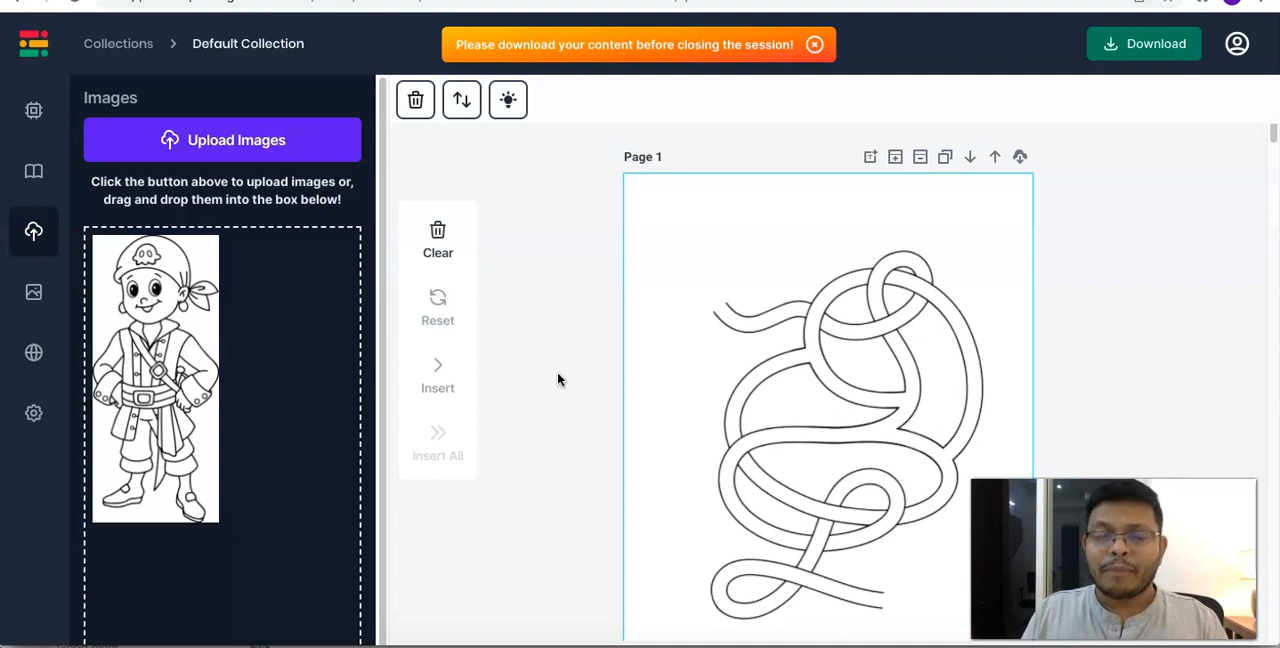 Collections > Default Collection
Please download your content before closing the session!
Download
Images
Upload Images
Click the button above to upload images or,
drag and drop them into the box below!
Page 1
Clear
Reset
Insert
Insert All